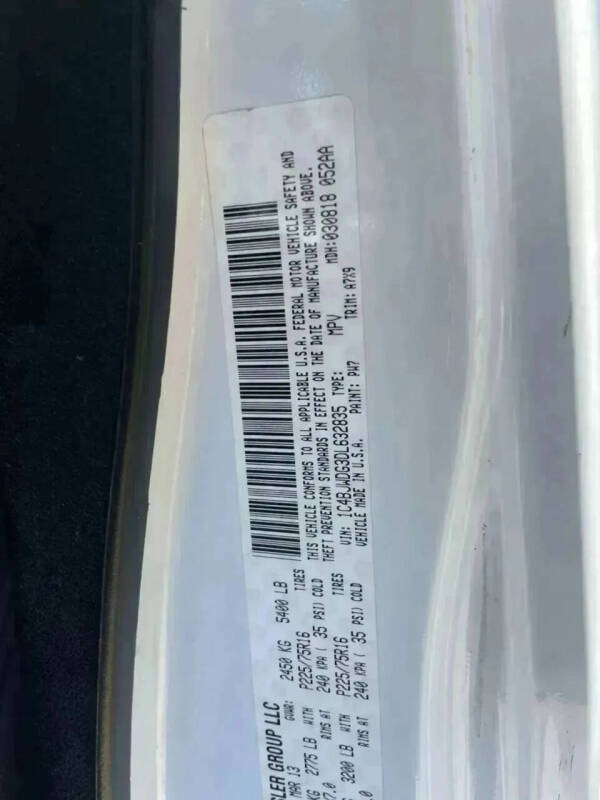 SLER GROUP LLC
MAR 13 GVWR: 2450 KG 5400 LB
KG 2775 LB WITH P225/75R16 TIRES
7.0 RIMS AT 240 KPA ( 35 PSI) COLD
KG 3200 LB WITH P225/75R16 TIRES
.0 RIMS AT 240 KPA ( 35 PSI) COLD
THIS VEHICLE CONFORMS TO ALL APPLICABLE U.S.A. FEDERAL MOTOR VEHICLE SAFETY AND
THEFT PREVENTION STANDARDS IN EFFECT ON THE DATE OF MANUFACTURE SHOWN ABOVE.
VIN: 1C4BJWDG3DL632835 TYPE: MPV MDH:030818 052AA
VEHICLE MADE IN U.S.A. PAINT: PW7 TRIM: A7X9